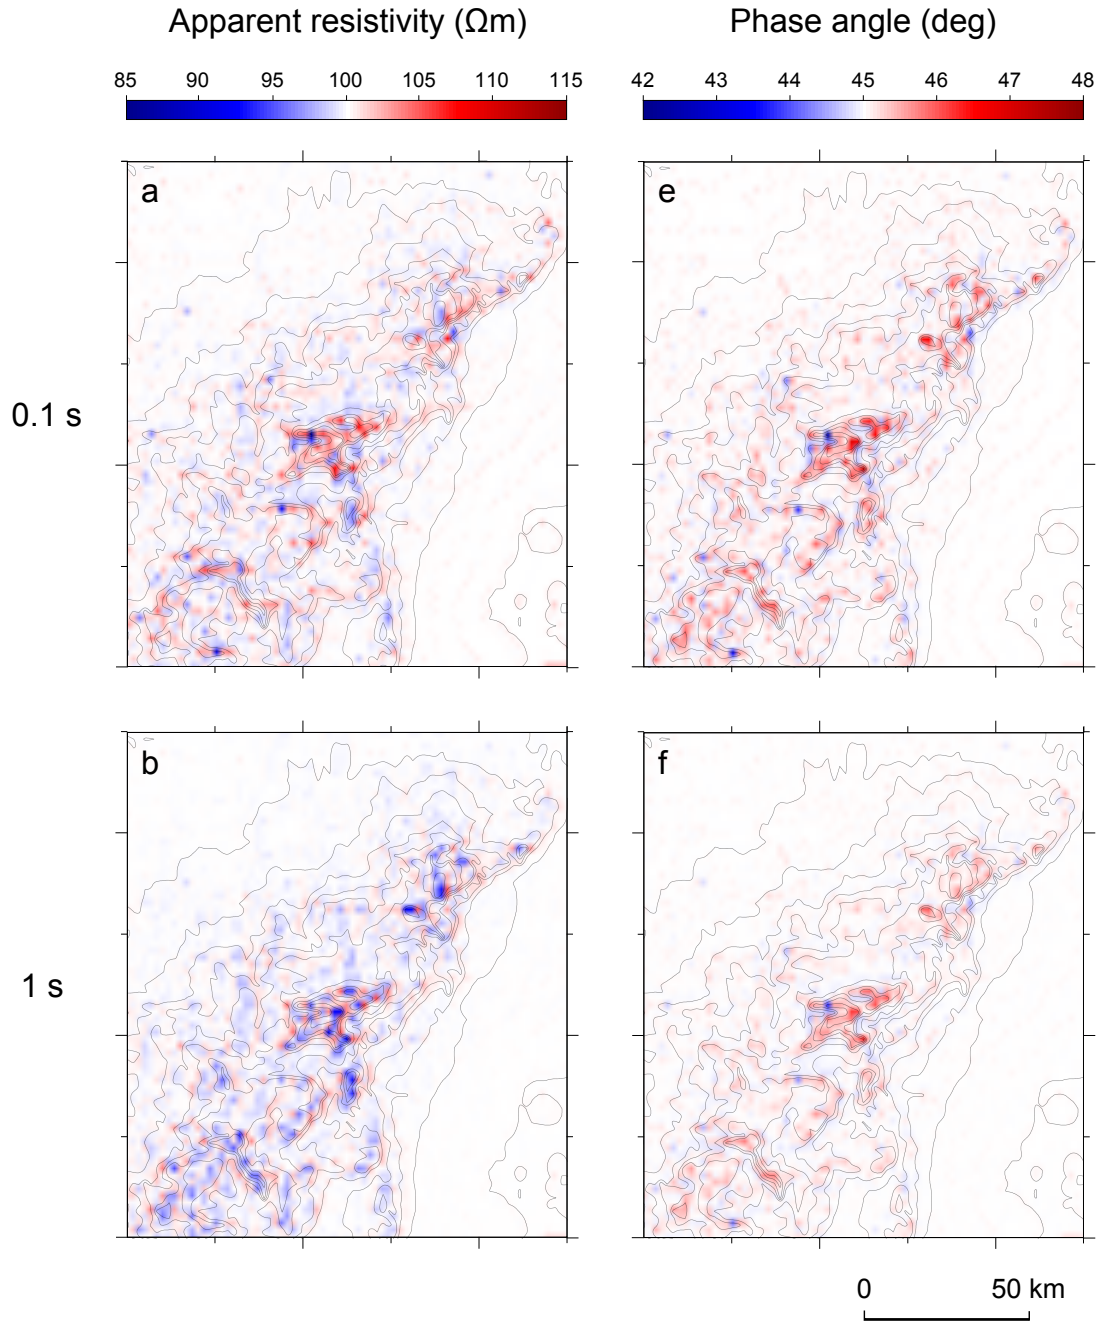 Apparent resistivity (Ωm) Phase angle (deg)
85 90 95 100 105 110 115 42 43 44 45 46 47 48
a e
0.1 s
b f
1 s
0 50 km